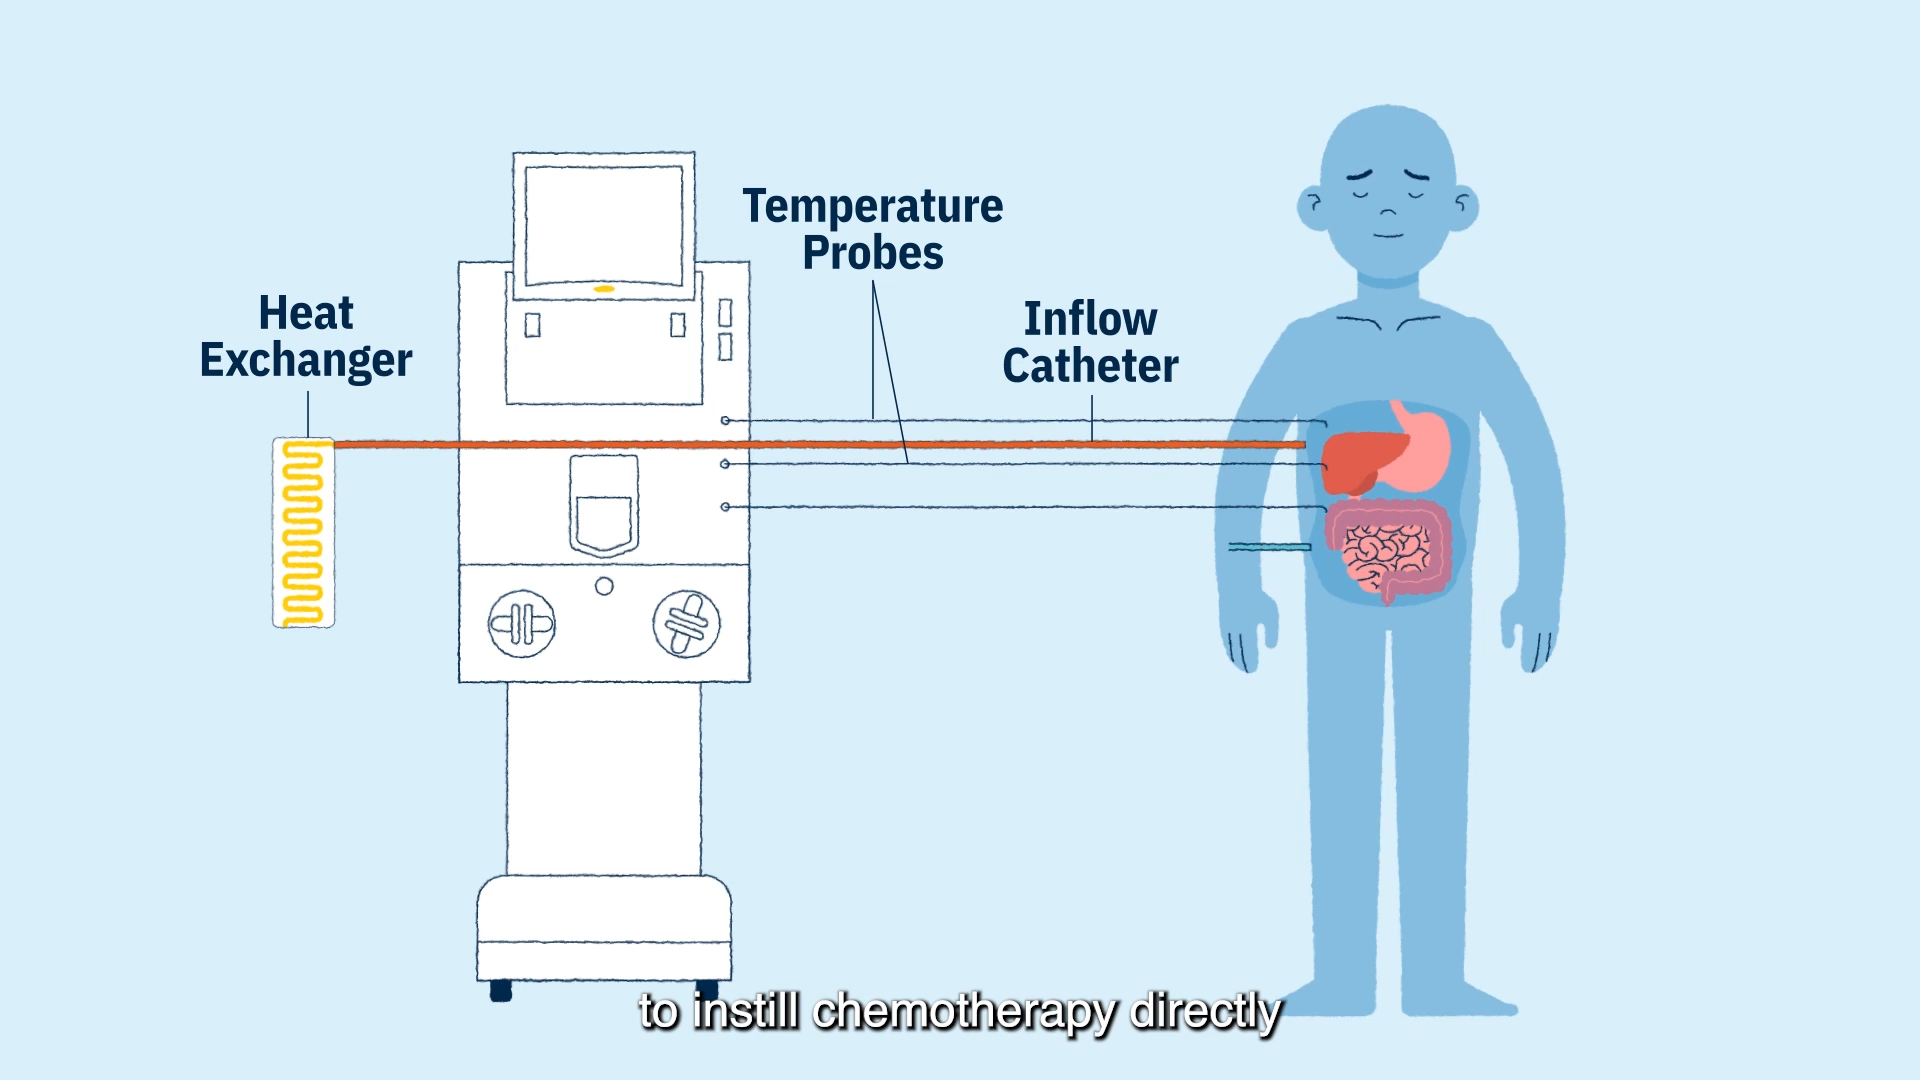 Temperature
Probes
Heat
Exchanger
Inflow
Catheter
to instill chemotherapy directly